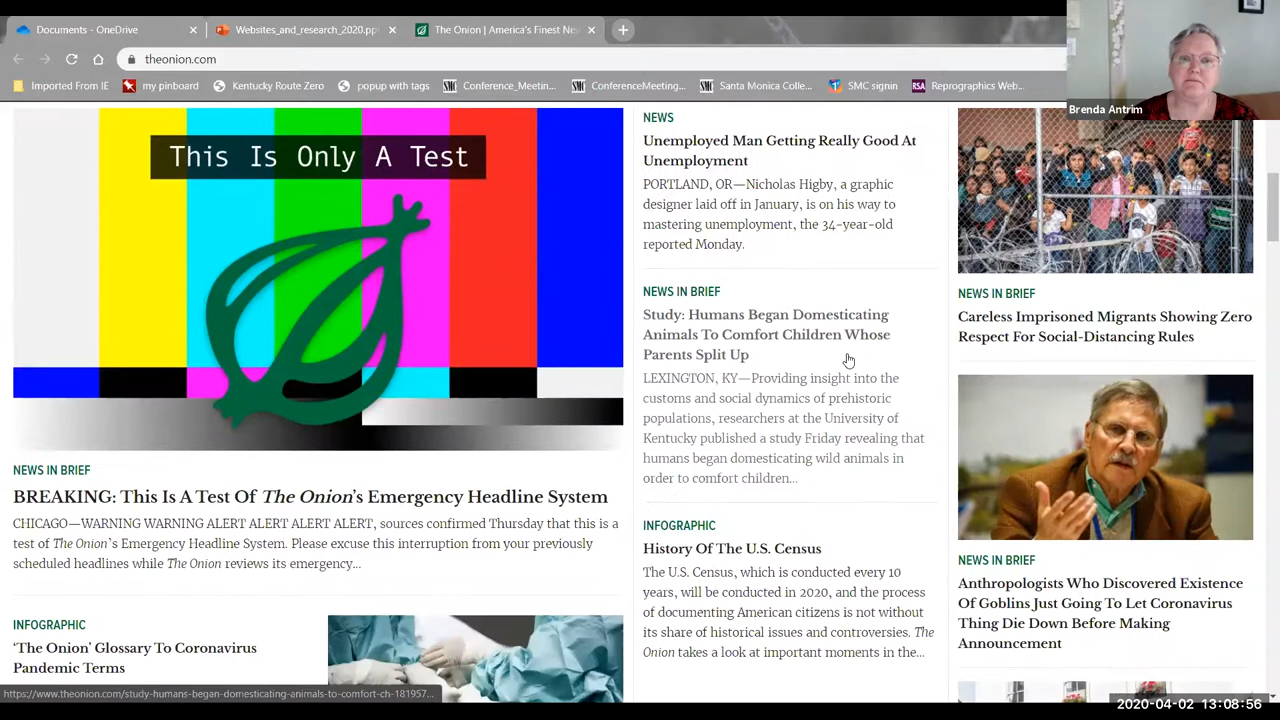 Documents - OneDrive
Websites_and_research_2020.pp
The Onion | America's Finest Ne
theonion.com
Imported From IE
my pinboard
Kentucky Route Zero
popup with tags
Conference_Meetin...
ConferenceMeeting...
Santa Monica Colle...
SMC signin
Reprographics Web...
Brenda Antrim
This Is Only A Test
NEWS IN BRIEF
BREAKING: This Is A Test Of The Onion's Emergency Headline System
CHICAGO—WARNING WARNING ALERT ALERT ALERT ALERT, sources confirmed Thursday that this is a
test of The Onion's Emergency Headline System. Please excuse this interruption from your previously
scheduled headlines while The Onion reviews its emergency...
INFOGRAPHIC
'The Onion' Glossary To Coronavirus
Pandemic Terms
https://www.theonion.com/study-humans-began-domesticating-animals-to-comfort-ch-181957...
NEWS
Unemployed Man Getting Really Good At
Unemployment
PORTLAND, OR—Nicholas Higby, a graphic
designer laid off in January, is on his way to
mastering unemployment, the 34-year-old
reported Monday.
NEWS IN BRIEF
Study: Humans Began Domesticating
Animals To Comfort Children Whose
Parents Split Up
LEXINGTON, KY—Providing insight into the
customs and social dynamics of prehistoric
populations, researchers at the University of
Kentucky published a study Friday revealing that
humans began domesticating wild animals in
order to comfort children...
INFOGRAPHIC
History Of The U.S. Census
The U.S. Census, which is conducted every 10
years, will be conducted in 2020, and the process
of documenting American citizens is not without
its share of historical issues and controversies. The
Onion takes a look at important moments in the...
NEWS IN BRIEF
Careless Imprisoned Migrants Showing Zero
Respect For Social-Distancing Rules
NEWS IN BRIEF
Anthropologists Who Discovered Existence
Of Goblins Just Going To Let Coronavirus
Thing Die Down Before Making
Announcement
2020-04-02 13:08:56